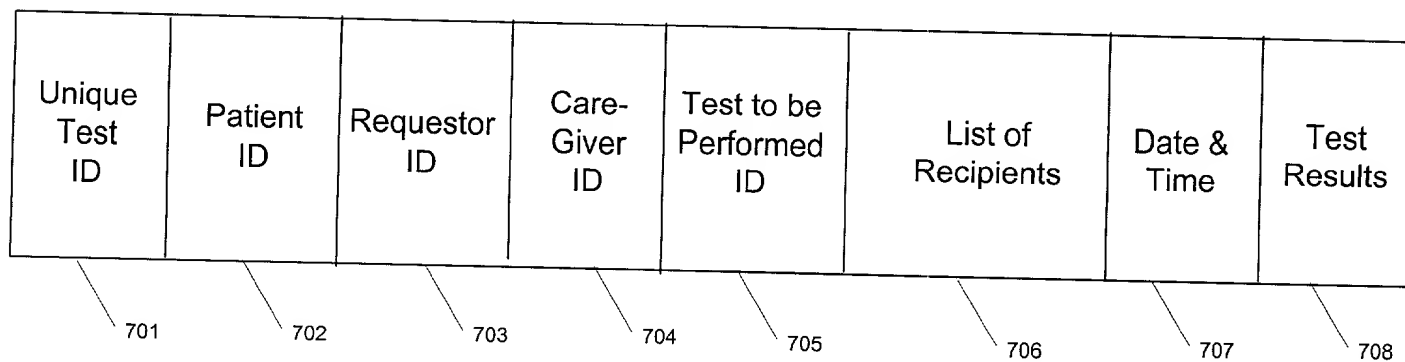 Unique
Test
ID
Patient
ID
Requestor
ID
Care-
Giver
ID
Test to be
Performed
ID
List of
Recipients
Date &
Time
Test
Results
701
702
703
704
705
706
707
708